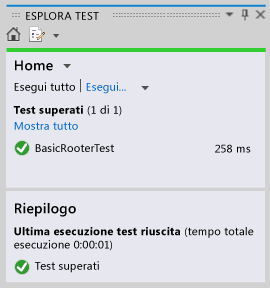 ESPLORA TEST
Home
Esegui tutto | Esegui...
Test superati (1 di 1)
Mostra tutto
BasicRooterTest 258 ms
Riepilogo
Ultima esecuzione test riuscita (tempo totale
esecuzione 0:00:01)
Test superati